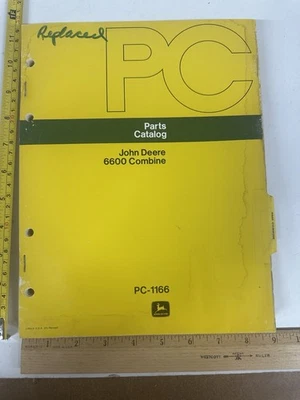 Replaced
PC
Parts
Catalog
John Deere
6600 Combine
PC-1166